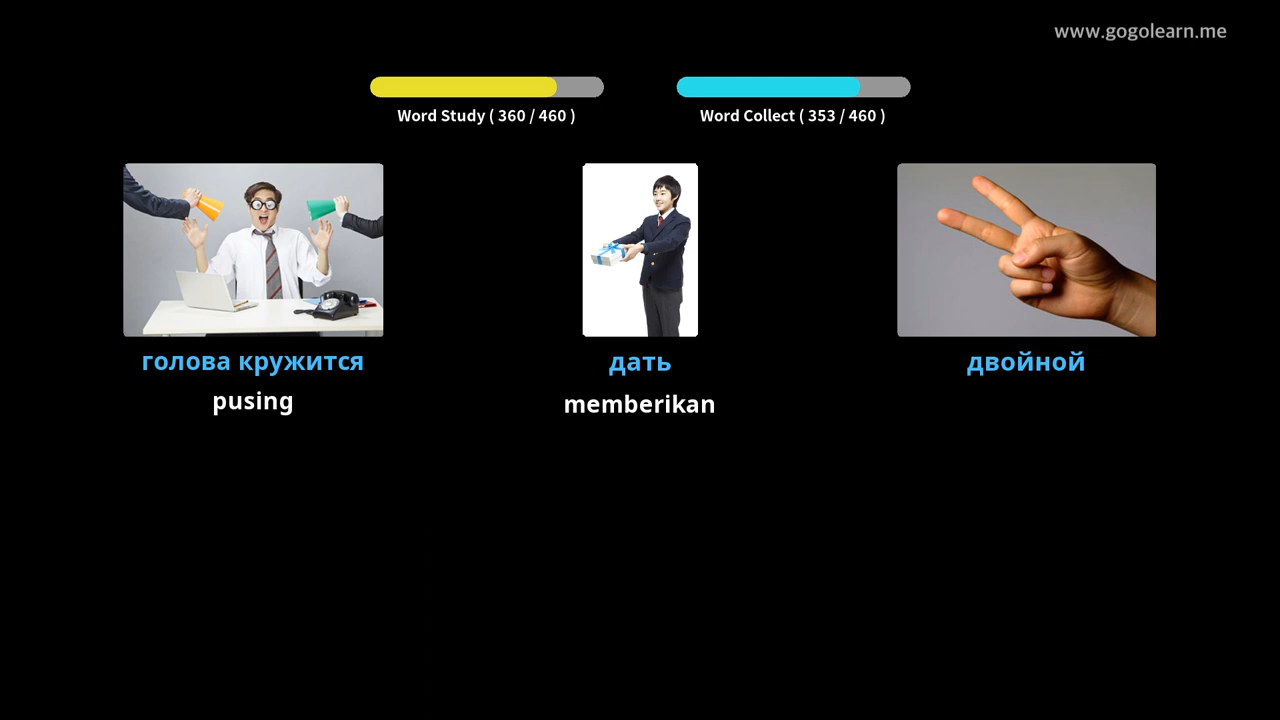 www.gogolearn.me
Word Study ( 360 / 460 )
Word Collect ( 353 / 460 )
голова кружится
дать
двойной
pusing
memberikan